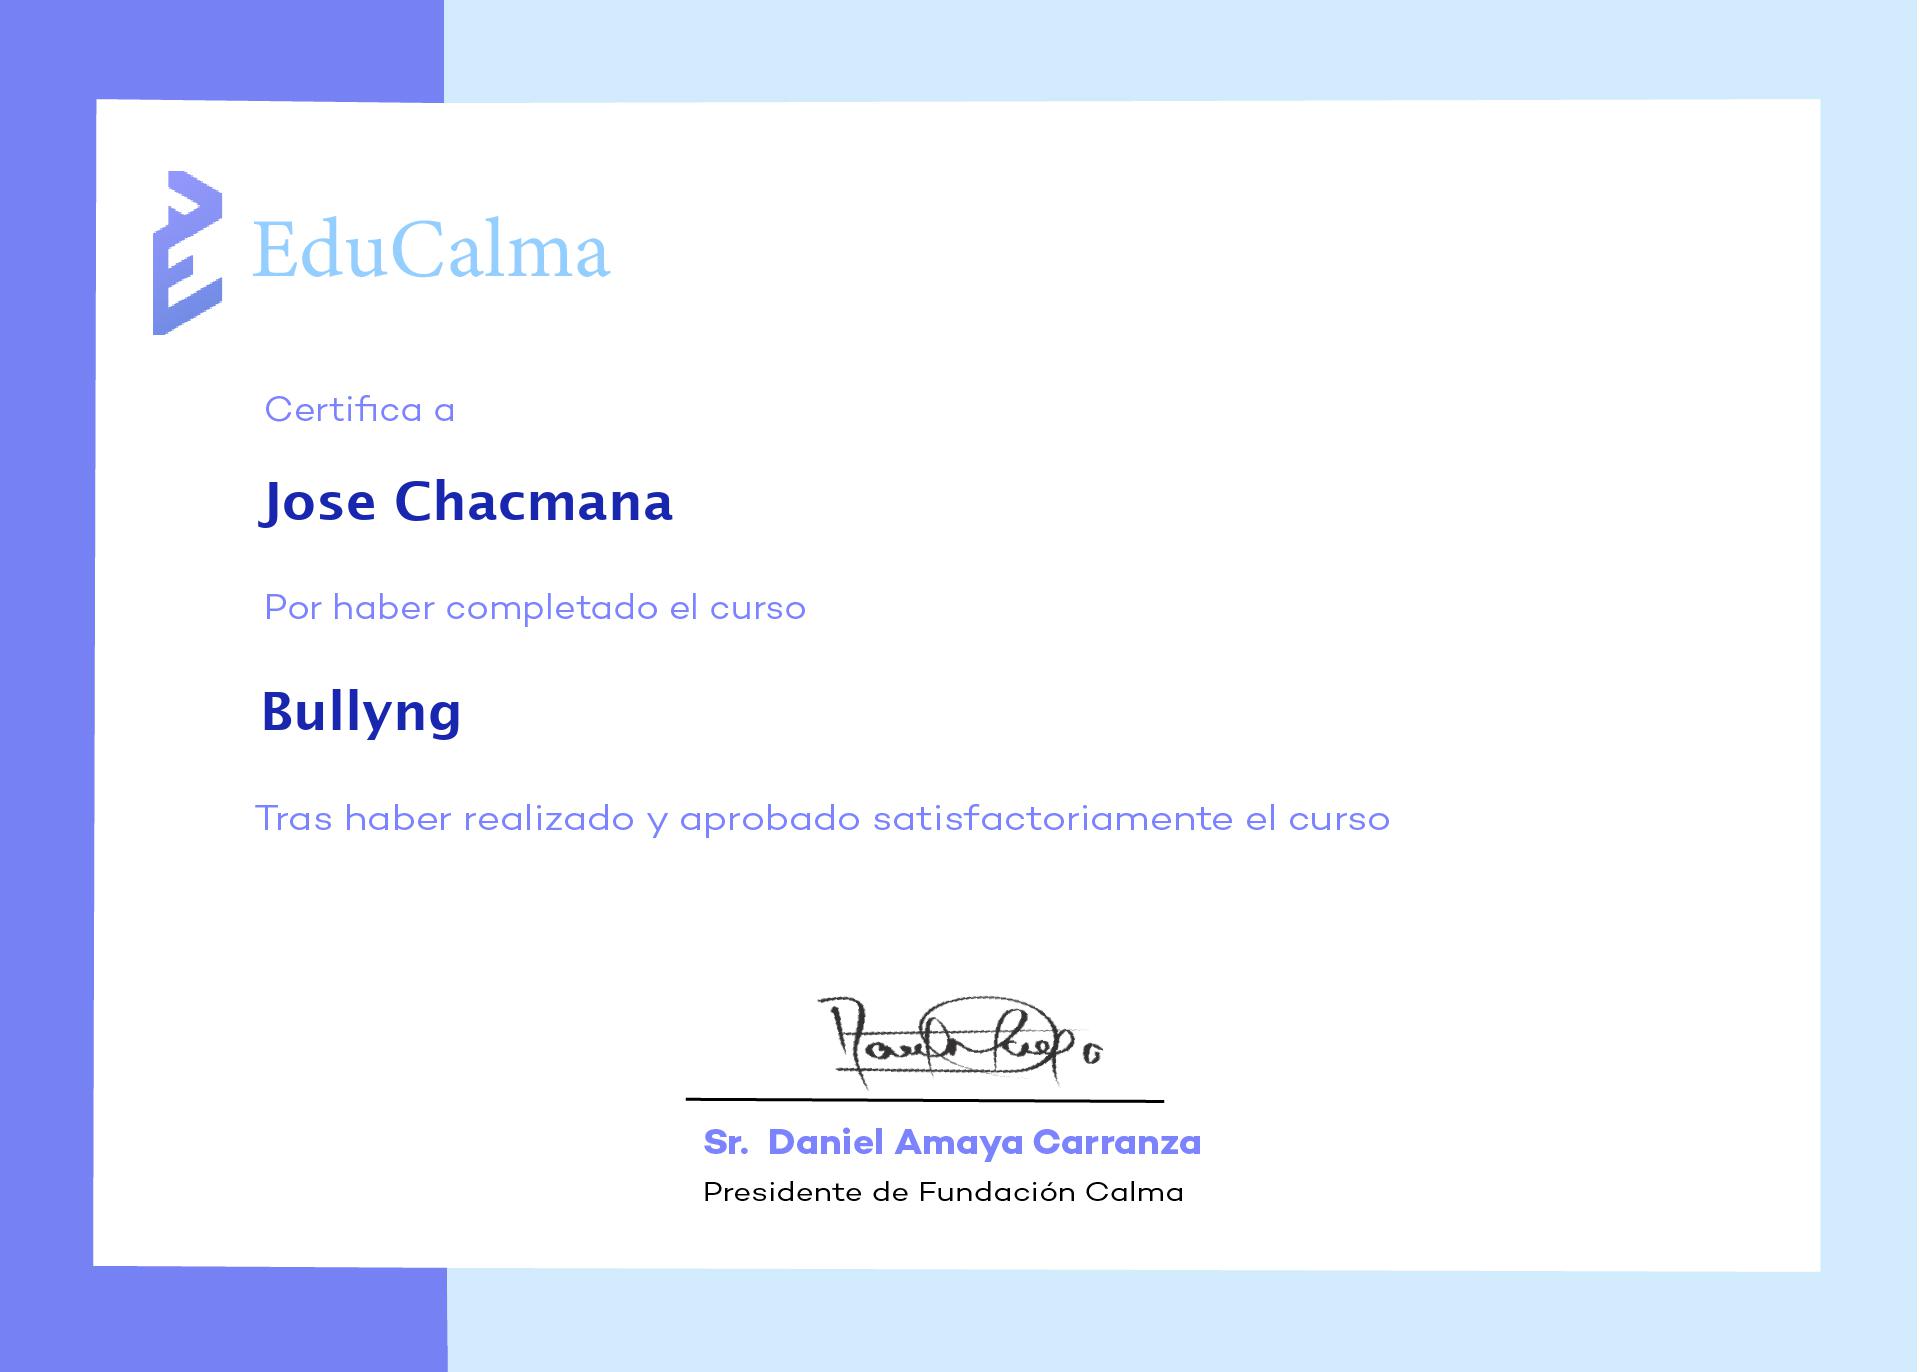 EduCalma
Certifica a
Jose Chacmana
Por haber completado el curso
Bullyng
Tras haber realizado y aprobado satisfactoriamente el curso
Sr. Daniel Amaya Carranza
Presidente de Fundación Calma